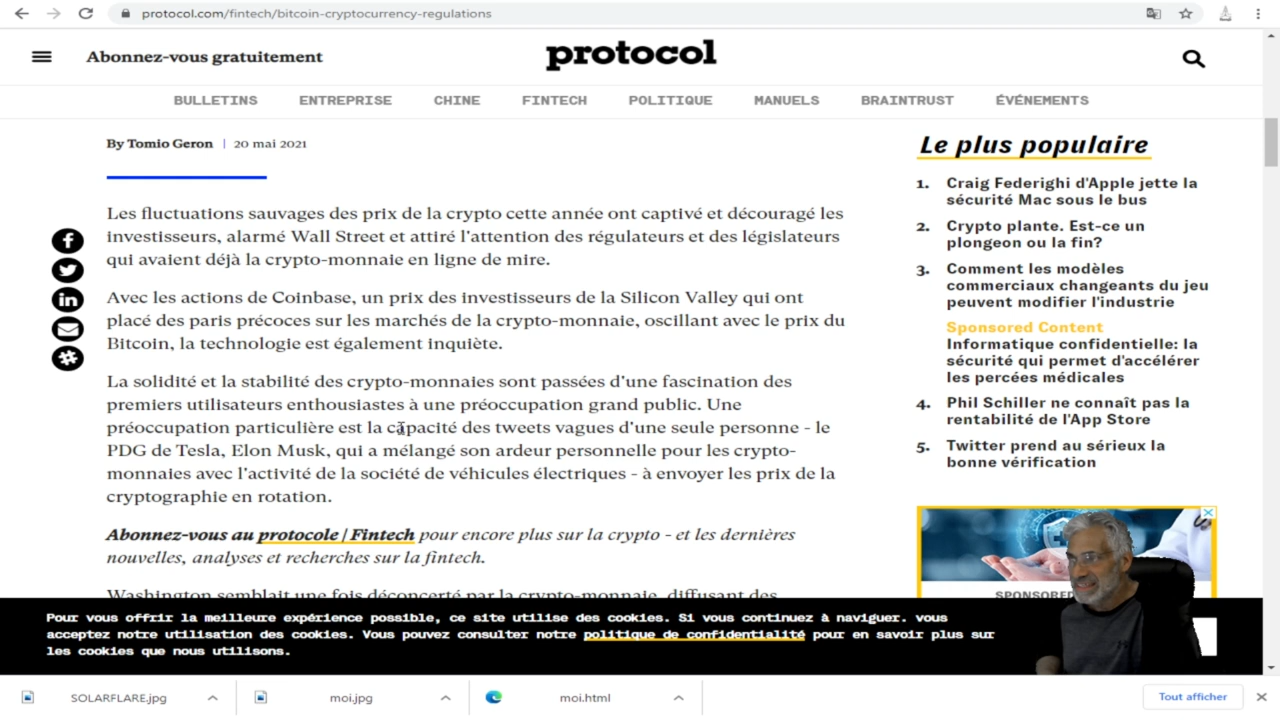 protocol.com/fintech/bitcoin-cryptocurrency-regulations
Abonnez-vous gratuitement
protocol
BULLETINS ENTREPRISE CHINE FINTECH POLITIQUE MANUELS BRAINTRUST ÉVÉNEMENTS
By Tomio Geron | 20 mai 2021
Les fluctuations sauvages des prix de la crypto cette année ont captivé et découragé les
investisseurs, alarmé Wall Street et attiré l'attention des régulateurs et des législateurs
qui avaient déjà la crypto-monnaie en ligne de mire.
Avec les actions de Coinbase, un prix des investisseurs de la Silicon Valley qui ont
placé des paris précoces sur les marchés de la crypto-monnaie, oscillant avec le prix du
Bitcoin, la technologie est également inquiète.
La solidité et la stabilité des crypto-monnaies sont passées d'une fascination des
premiers utilisateurs enthousiastes à une préoccupation grand public. Une
préoccupation particulière est la capacité des tweets vagues d'une seule personne - le
PDG de Tesla, Elon Musk, qui a mélangé son ardeur personnelle pour les crypto-
monnaies avec l'activité de la société de véhicules électriques - à envoyer les prix de la
cryptographie en rotation.
Abonnez-vous au protocole | Fintech pour encore plus sur la crypto - et les dernières
nouvelles, analyses et recherches sur la fintech.
Washington semblait une fois déconcerté par la crypto-monnaie, diffusant des
Le plus populaire
1. Craig Federighi d'Apple jette la
sécurité Mac sous le bus
2. Crypto plante. Est-ce un
plongeon ou la fin?
3. Comment les modèles
commerciaux changeants du jeu
peuvent modifier l'industrie
Sponsored Content
Informatique confidentielle: la
sécurité qui permet d'accélérer
les percées médicales
4. Phil Schiller ne connaît pas la
rentabilité de l'App Store
5. Twitter prend au sérieux la
bonne vérification
SPONSORED
Pour vous offrir la meilleure expérience possible, ce site utilise des cookies. Si vous continuez à naviguer. vous
acceptez notre utilisation des cookies. Vous pouvez consulter notre politique de confidentialité pour en savoir plus sur
les cookies que nous utilisons.
SOLARFLARE.jpg moi.jpg moi.html Tout afficher